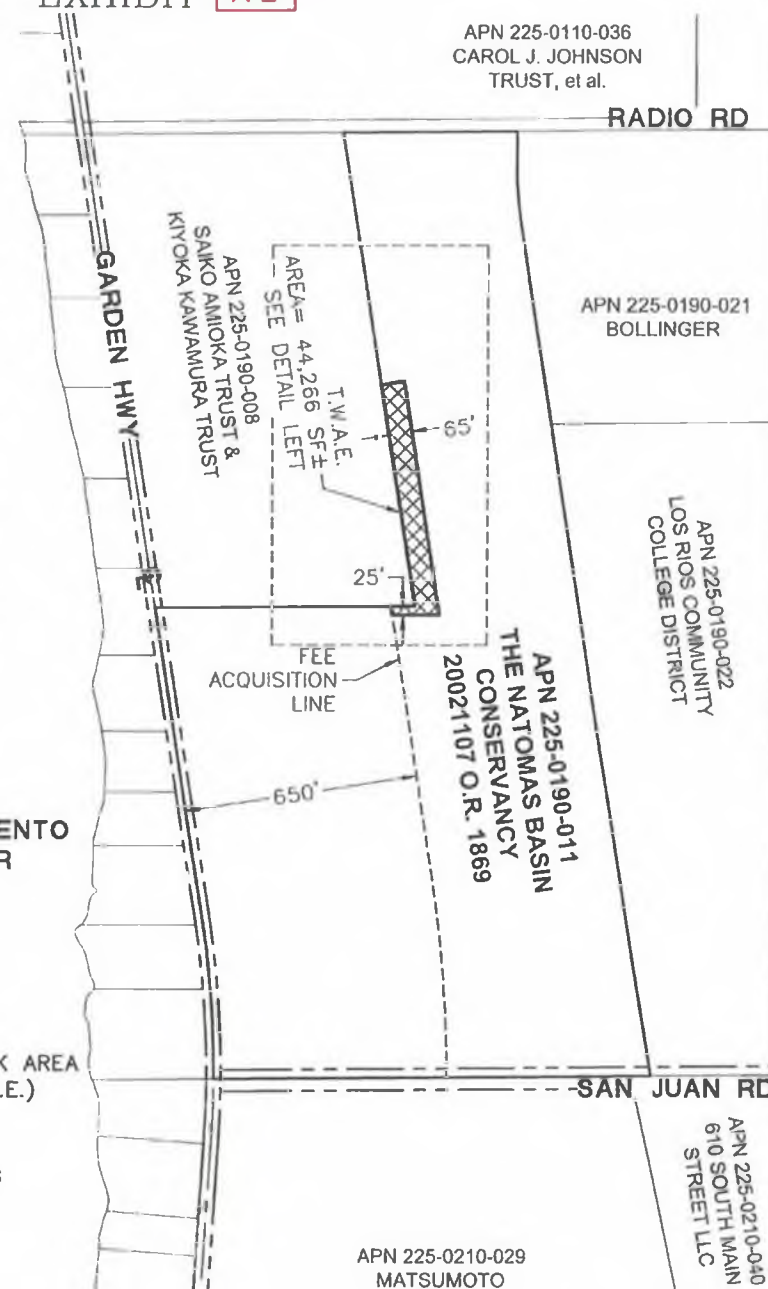 EXHIBIT
APN 225-0110-036
CAROL J. JOHNSON
TRUST, et al.
RADIO RD
GARDEN HWY
APN 225-0190-008
SAIKO AMIOKA TRUST &
KIYOKA KAWAMURA TRUST
T.W.A.E.
AREA= 44,266 SF±
SEE DETAIL LEFT
65'
APN 225-0190-021
BOLLINGER
APN 225-0190-022
LOS RIOS COMMUNITY
COLLEGE DISTRICT
25'
FEE
ACQUISITION
LINE
APN 225-0190-011
THE NATOMAS BASIN
CONSERVANCY
20021107 O.R. 1869
650'
ENTO
R
K AREA
.E.)
SAN JUAN RD
APN 225-0210-040
610 SOUTH MAIN
STREET LLC
APN 225-0210-029
MATSUMOTO